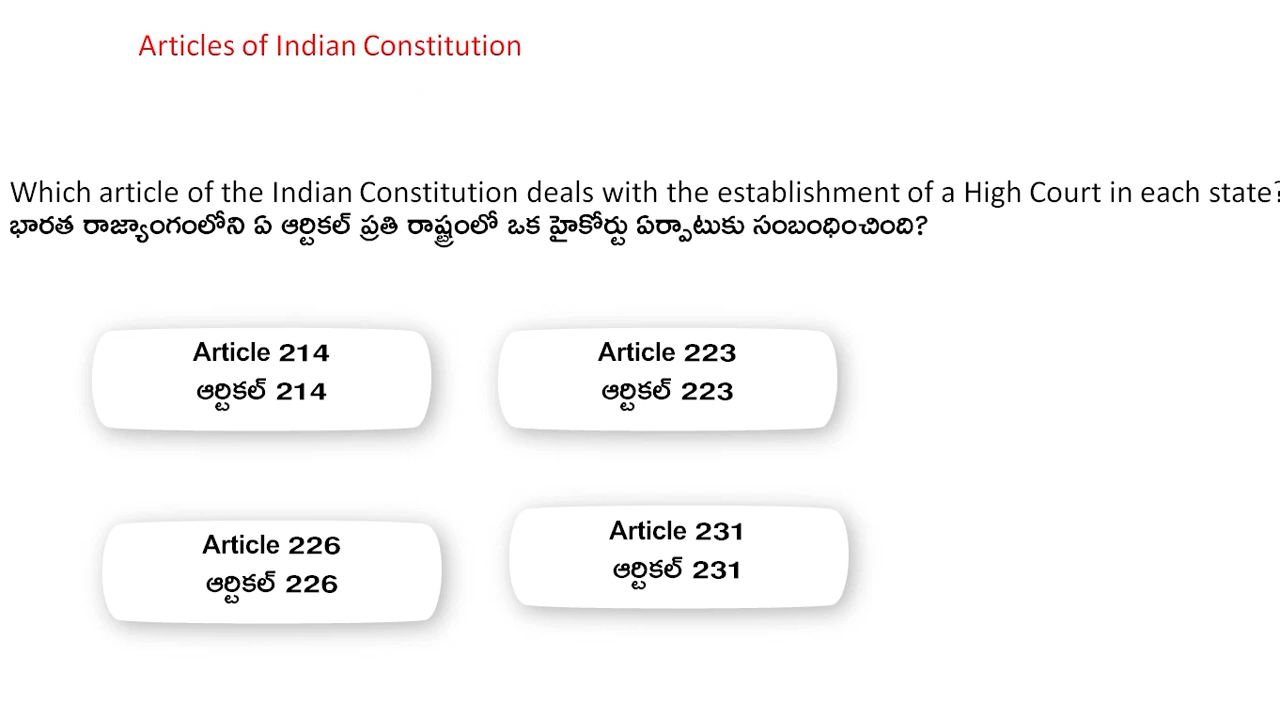 Articles of Indian Constitution
Which article of the Indian Constitution deals with the establishment of a High Court in each state?
భారత రాజ్యాంగంలోని ఏ ఆర్టికల్ ప్రతి రాష్ట్రంలో ఒక హైకోర్టు ఏర్పాటుకు సంబంధించింది?
Article 214
ఆర్టికల్ 214
Article 223
ఆర్టికల్ 223
Article 226
ఆర్టికల్ 226
Article 231
ఆర్టికల్ 231